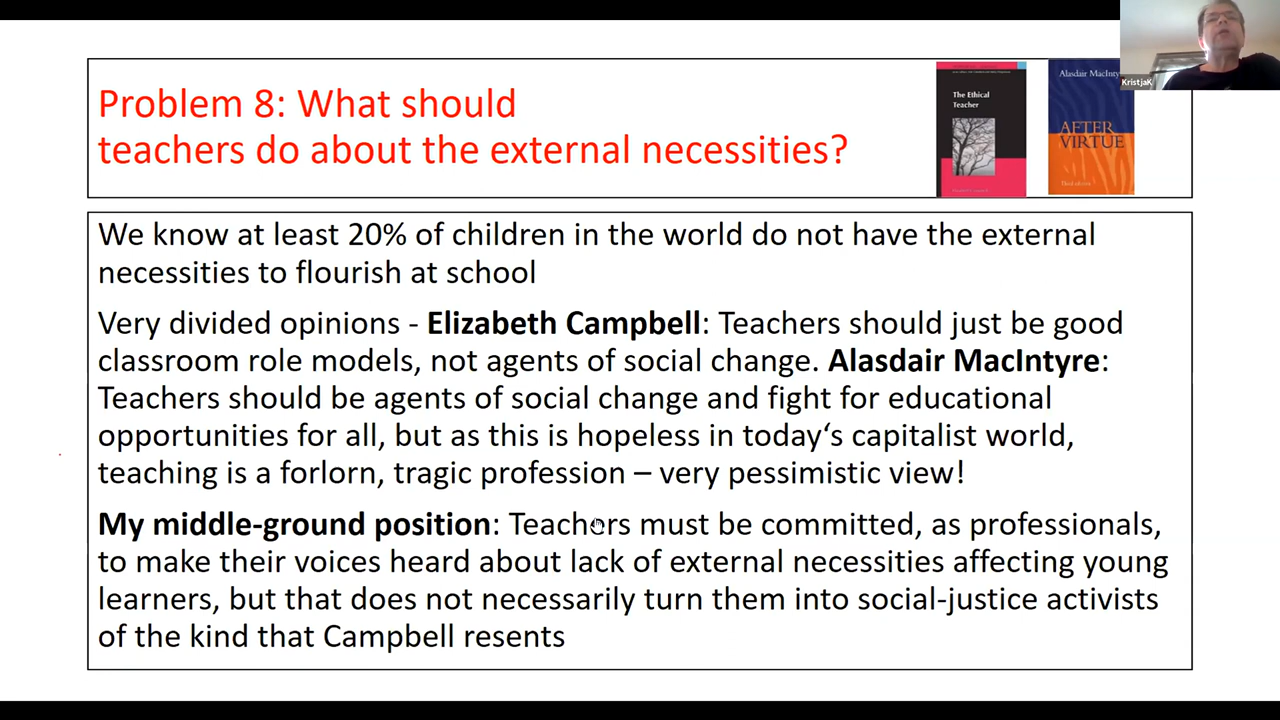 Problem 8: What should
teachers do about the external necessities?
The Ethical
Teacher
Alasdair MacInty
AFTER
VIRTUE
Third edition
KristjaK
We know at least 20% of children in the world do not have the external
necessities to flourish at school
Very divided opinions - Elizabeth Campbell: Teachers should just be good
classroom role models, not agents of social change. Alasdair MacIntyre:
Teachers should be agents of social change and fight for educational
opportunities for all, but as this is hopeless in today‘s capitalist world,
teaching is a forlorn, tragic profession – very pessimistic view!
My middle-ground position: Teachers must be committed, as professionals,
to make their voices heard about lack of external necessities affecting young
learners, but that does not necessarily turn them into social-justice activists
of the kind that Campbell resents